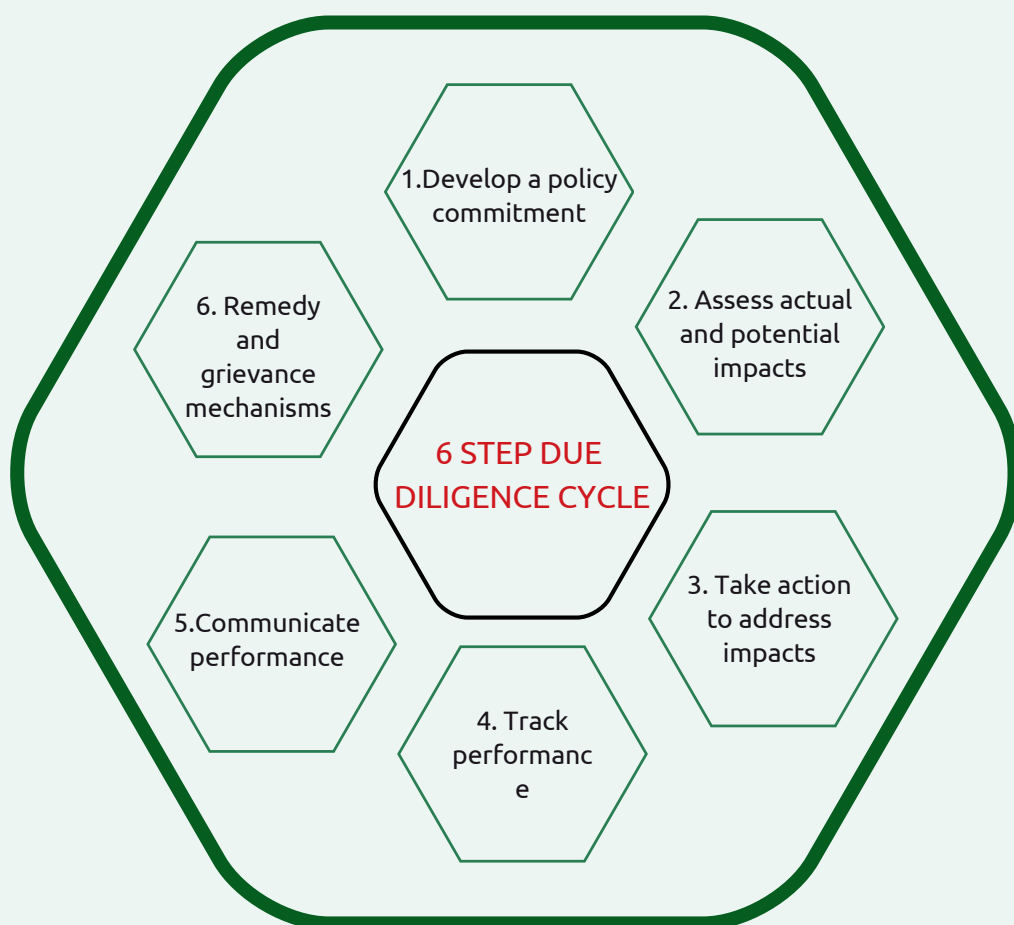 1.Develop a policy
commitment
2. Assess actual
and potential
impacts
6. Remedy
and
grievance
mechanisms
6 STEP DUE
DILIGENCE CYCLE
3. Take action
to address
impacts
5.Communicate
performance
4. Track
performanc
e